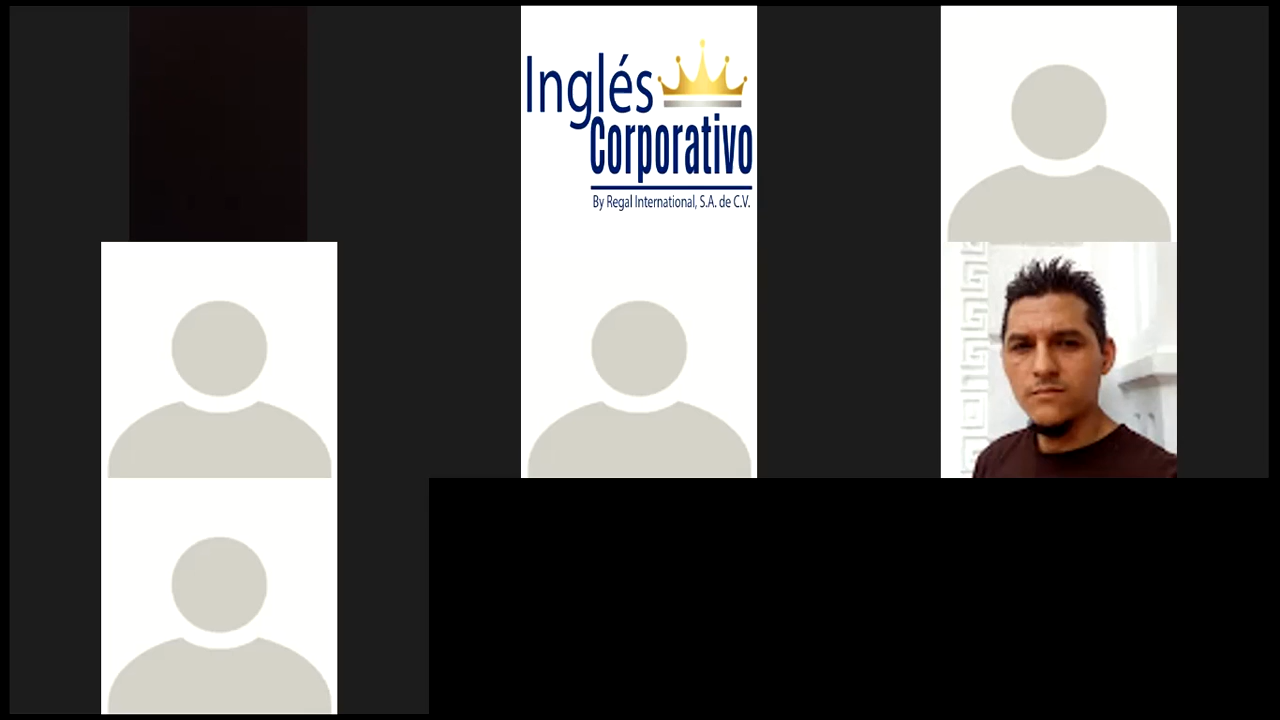 Inglés
Corporativo
By Regal International, S.A. de C.V.